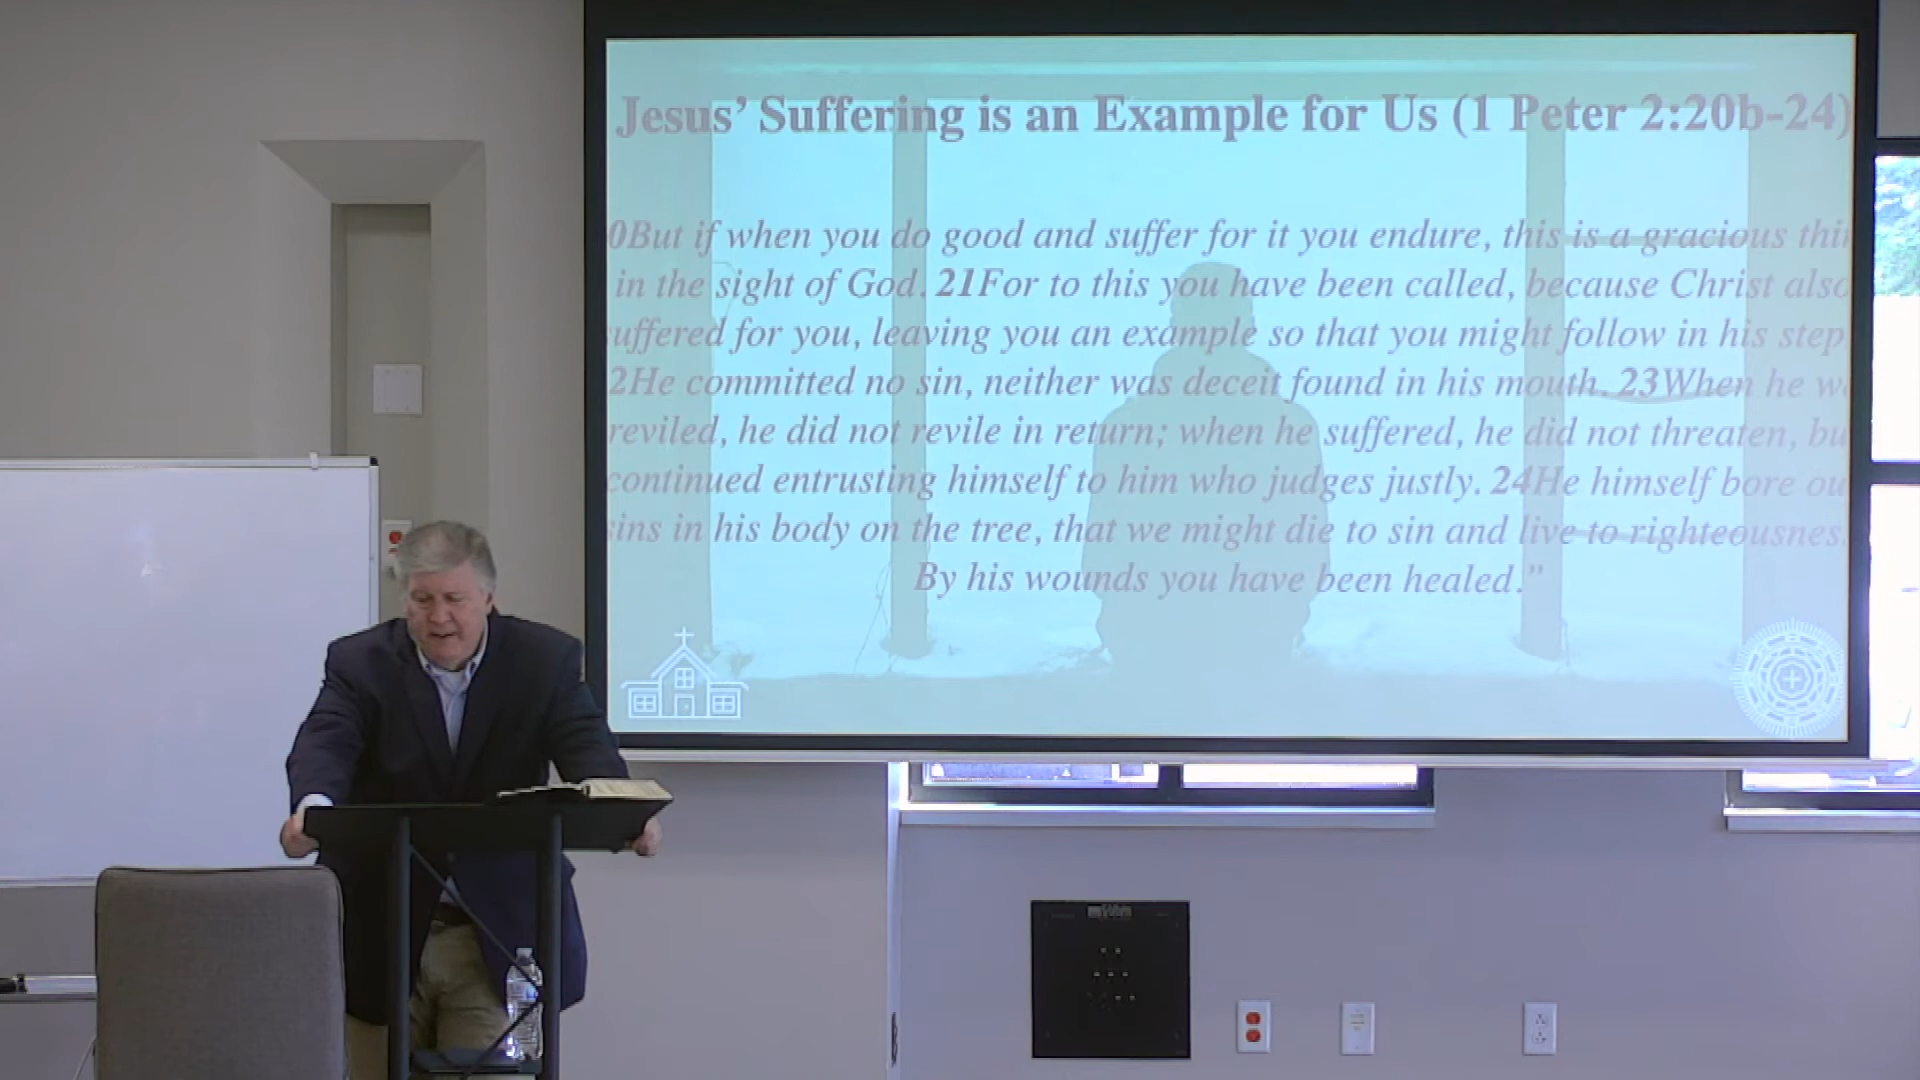 Jesus’ Suffering is an Example for Us (1 Peter 2:20b-24)
0But if when you do good and suffer for it you endure, this is a gracious thin
in the sight of God. 21For to this you have been called, because Christ also
suffered for you, leaving you an example so that you might follow in his step
2He committed no sin, neither was deceit found in his mouth. 23When he wa
reviled, he did not revile in return; when he suffered, he did not threaten, bu
continued entrusting himself to him who judges justly. 24He himself bore ou
sins in his body on the tree, that we might die to sin and live to righteousnes.
By his wounds you have been healed.”